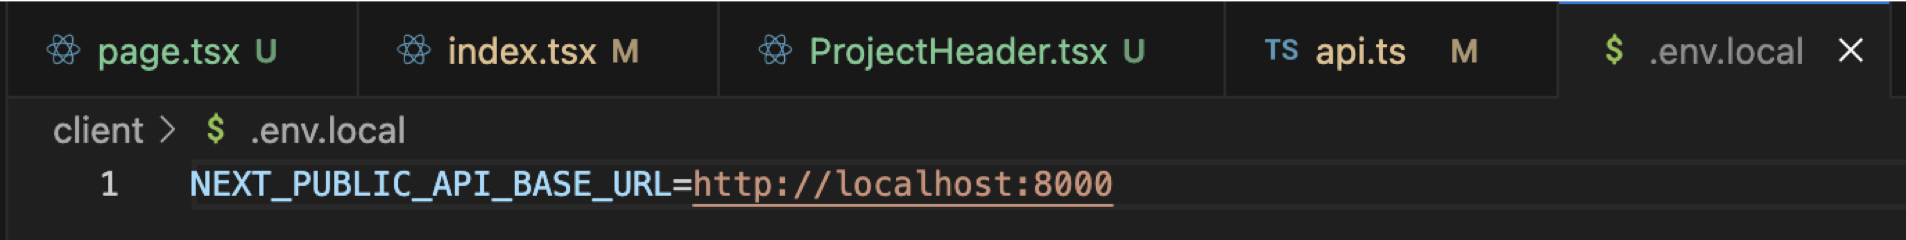 page.tsx U index.tsx M ProjectHeader.tsx U TS api.ts M $ .env.local
client > $ .env.local
1 NEXT_PUBLIC_API_BASE_URL=http://localhost:8000